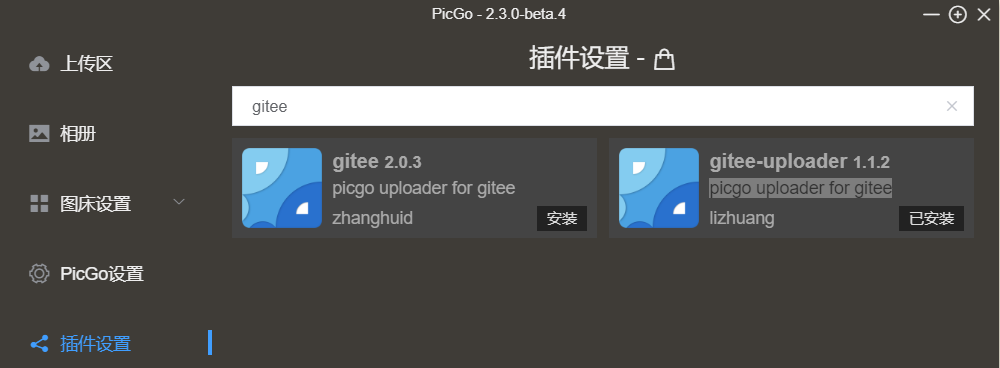 PicGo - 2.3.0-beta.4
上传区
相册
图床设置
PicGo设置
插件设置
插件设置 -
gitee
gitee 2.0.3
picgo uploader for gitee
zhanghuid
安装
gitee-uploader 1.1.2
picgo uploader for gitee
lizhuang
已安装